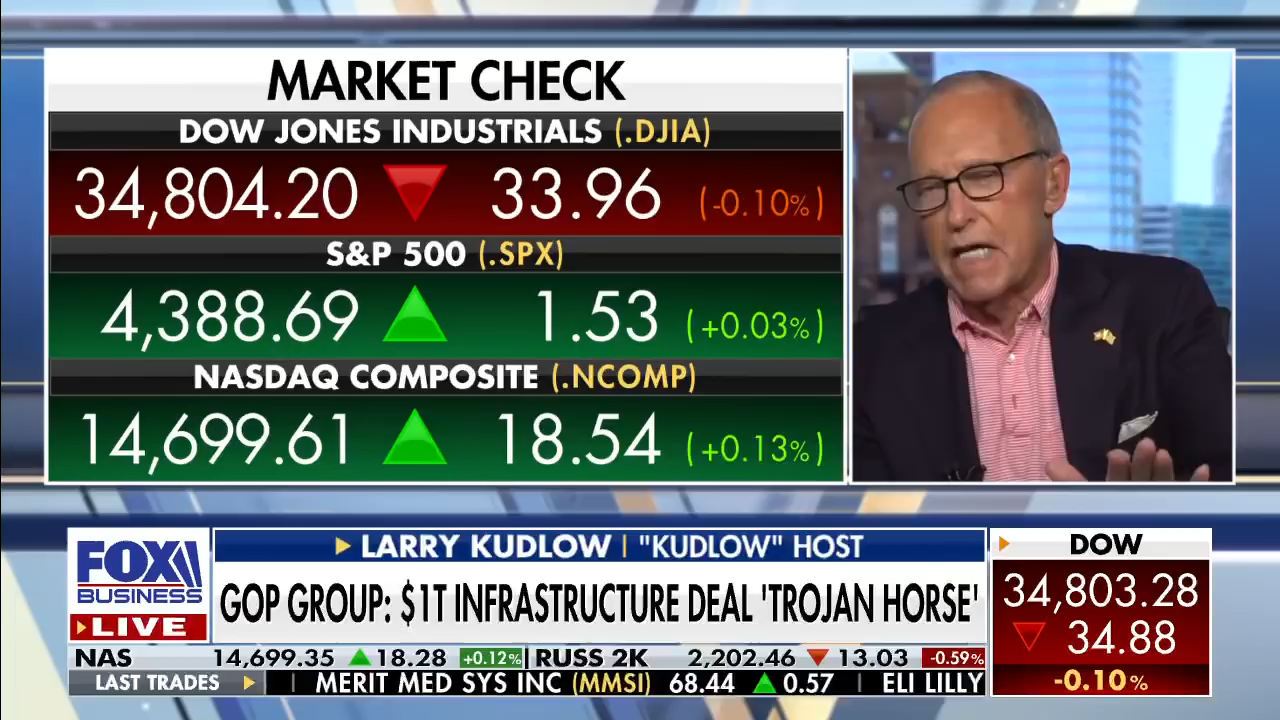 MARKET CHECK
DOW JONES INDUSTRIALS (.DJIA)
34,804.20 33.96 (-0.10%)
S&P 500 (.SPX)
4,388.69 1.53 (+0.03%)
NASDAQ COMPOSITE (.NCOMP)
14,699.61 18.54 (+0.13%)
FOX
BUSINESS
LIVE
LARRY KUDLOW | "KUDLOW" HOST
GOP GROUP: $1T INFRASTRUCTURE DEAL 'TROJAN HORSE'
DOW
34,803.28
34.88
-0.10%
NAS 14,699.35 18.28 +0.12% RUSS 2K 2,202.46 13.03 -0.59%
LAST TRADES | MERIT MED SYS INC (MMSI) 68.44 0.57 | ELI LILLY